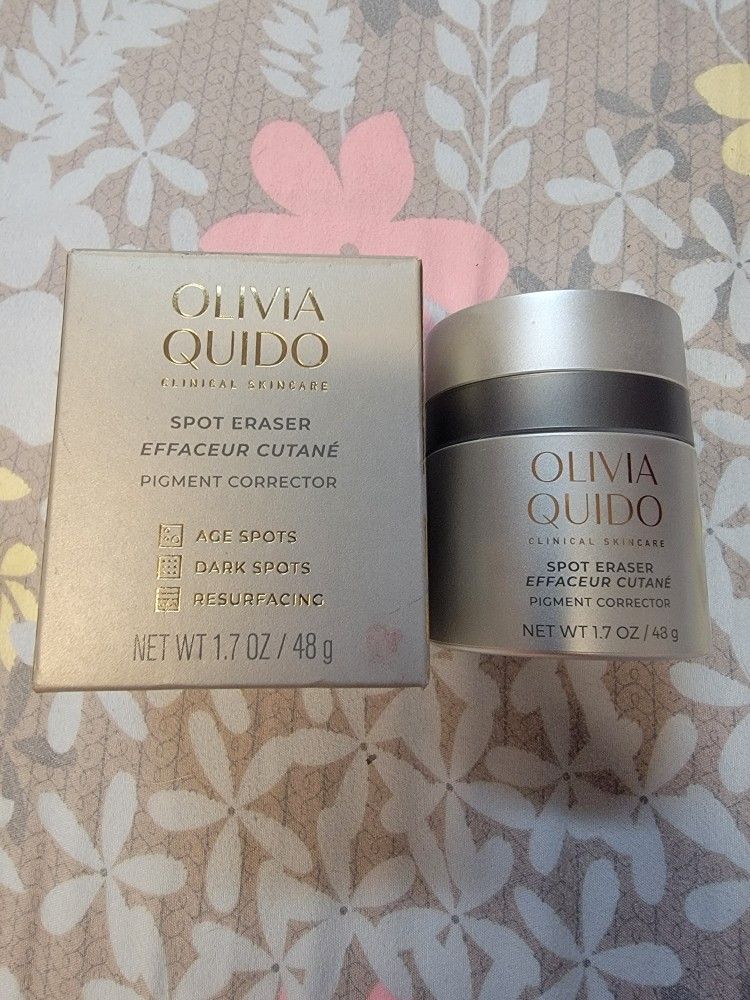 OLIVIA
QUIDO
CLINICAL SKINCARE
SPOT ERASER
EFFACEUR CUTANÉ
PIGMENT CORRECTOR
AGE SPOTS
DARK SPOTS
RESURFACING
NET WT 1.7 OZ / 48 g
OLIVIA
QUIDO
CLINICAL SKINCARE
SPOT ERASER
EFFACEUR CUTANÉ
PIGMENT CORRECTOR
NET WT 1.7 OZ / 48 g